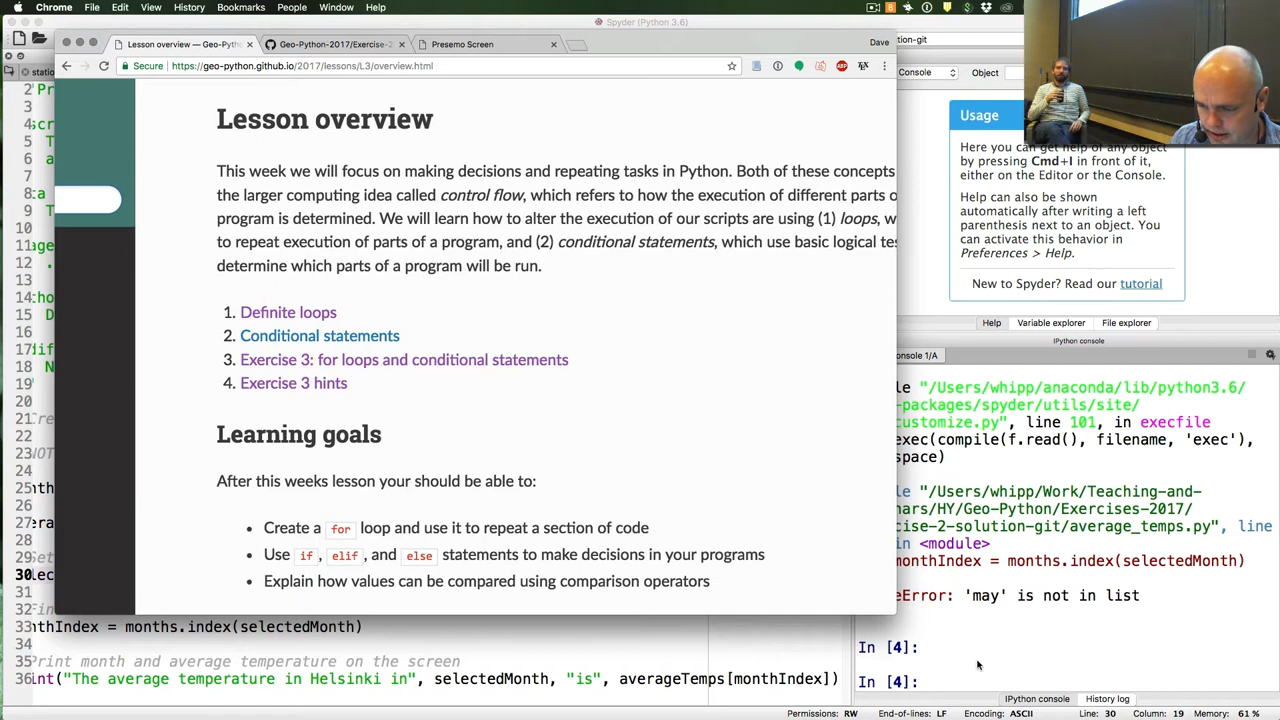 Chrome File Edit View History Bookmarks People Window Help
Spyder (Python 3.6)
Lesson overview — Geo-Pyth
Geo-Python-2017/Exercise-2
Presemo Screen
Dave
Secure https://geo-python.github.io/2017/lessons/L3/overview.html
Lesson overview
This week we will focus on making decisions and repeating tasks in Python. Both of these concepts
the larger computing idea called control flow, which refers to how the execution of different parts o
program is determined. We will learn how to alter the execution of our scripts are using (1) loops, w
to repeat execution of parts of a program, and (2) conditional statements, which use basic logical te
determine which parts of a program will be run.
1. Definite loops
2. Conditional statements
3. Exercise 3: for loops and conditional statements
4. Exercise 3 hints
Learning goals
After this weeks lesson your should be able to:
• Create a for loop and use it to repeat a section of code
• Use if, elif, and else statements to make decisions in your programs
• Explain how values can be compared using comparison operators
33 nthIndex = months.index(selectedMonth)
34
35 Print month and average temperature on the screen
36 int("The average temperature in Helsinki in", selectedMonth, "is", averageTemps[monthIndex])
tion-git
Console
Object
Usage
Here you can get help of any object
by pressing Cmd+I in front of it,
either on the Editor or the Console.
Help can also be shown
automatically after writing a left
parenthesis next to an object. You
can activate this behavior in
Preferences > Help.
New to Spyder? Read our tutorial
Help Variable explorer File explorer
IPython console
onsole 1/A
le "/Users/whipp/anaconda/lib/python3.6/
-packages/spyder/utils/site/
customize.py", line 101, in execfile
exec(compile(f.read(), filename, 'exec'),
space)
le "/Users/whipp/Work/Teaching-and-
nars/HY/Geo-Python/Exercises-2017/
cise-2-solution-git/average_temps.py", line
in <module>
monthIndex = months.index(selectedMonth)
eError: 'may' is not in list
In [4]:
In [4]:
IPython console History log
Permissions: RW End-of-lines: LF Encoding: ASCII Line: 30 Column: 19 Memory: 61 %